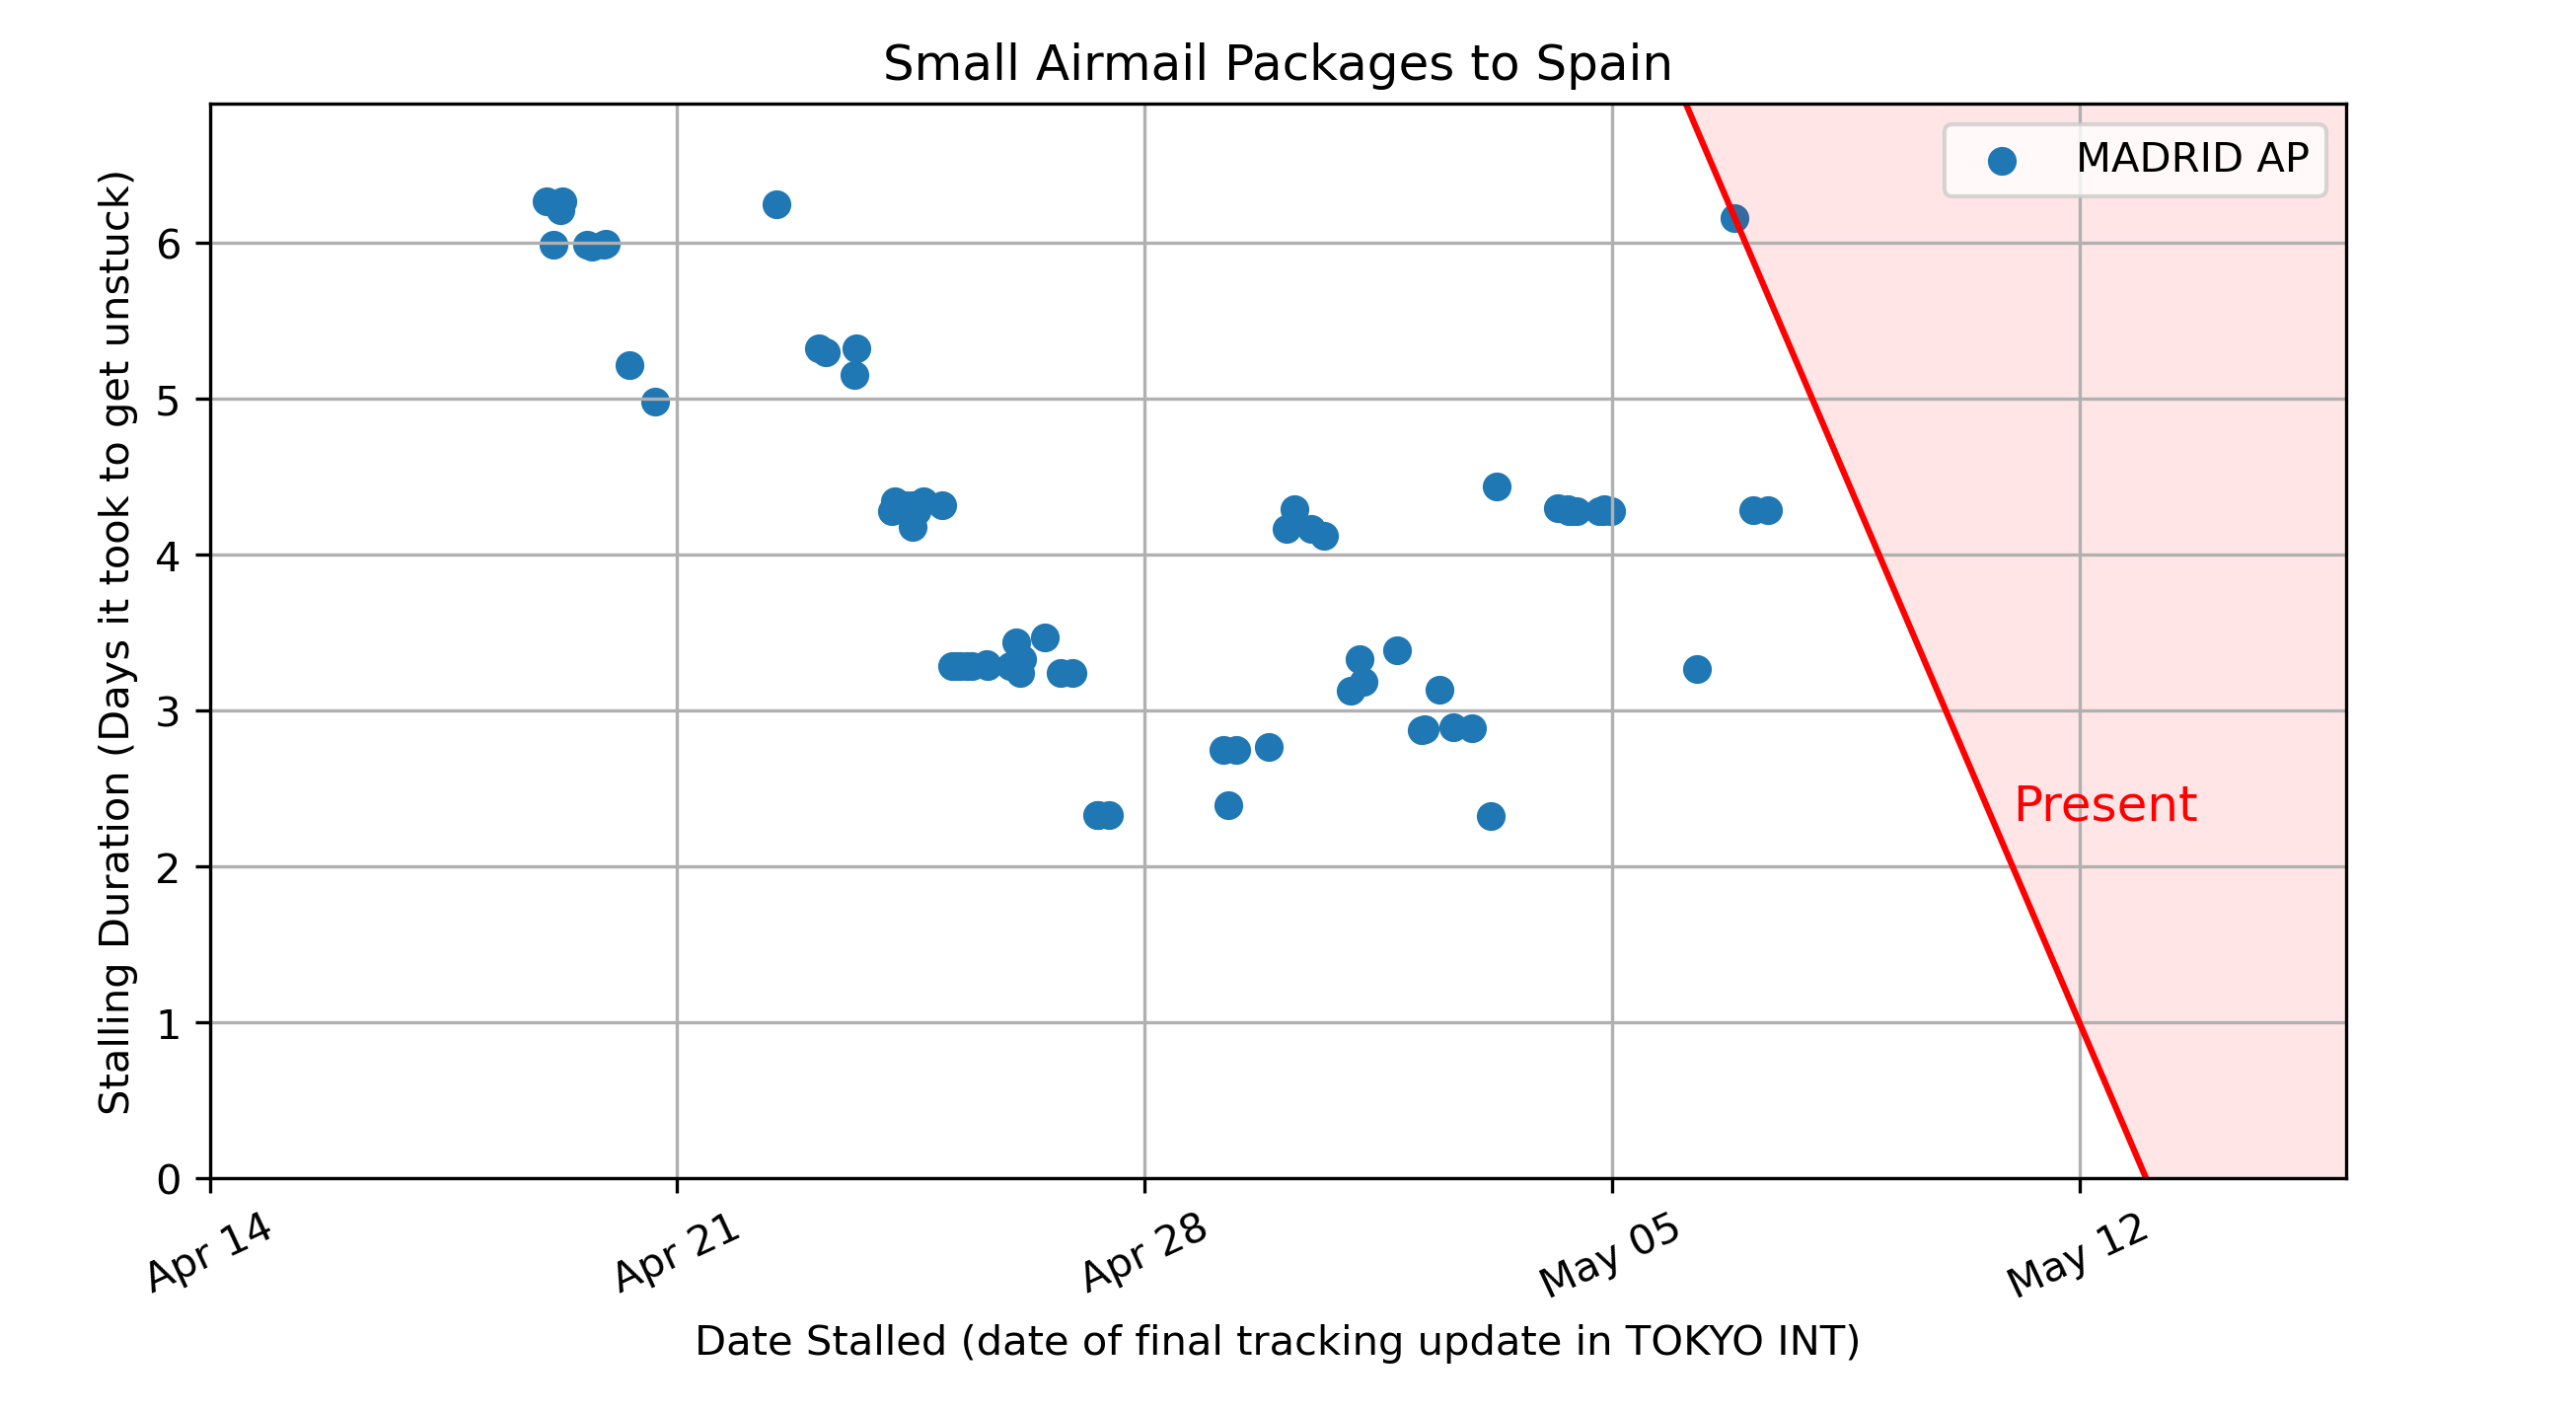 Small Airmail Packages to Spain
MADRID AP
Stalling Duration (Days it took to get unstuck)
6
5
4
3
2
1
0
Present
Apr 14
Apr 21
Apr 28
May 05
May 12
Date Stalled (date of final tracking update in TOKYO INT)